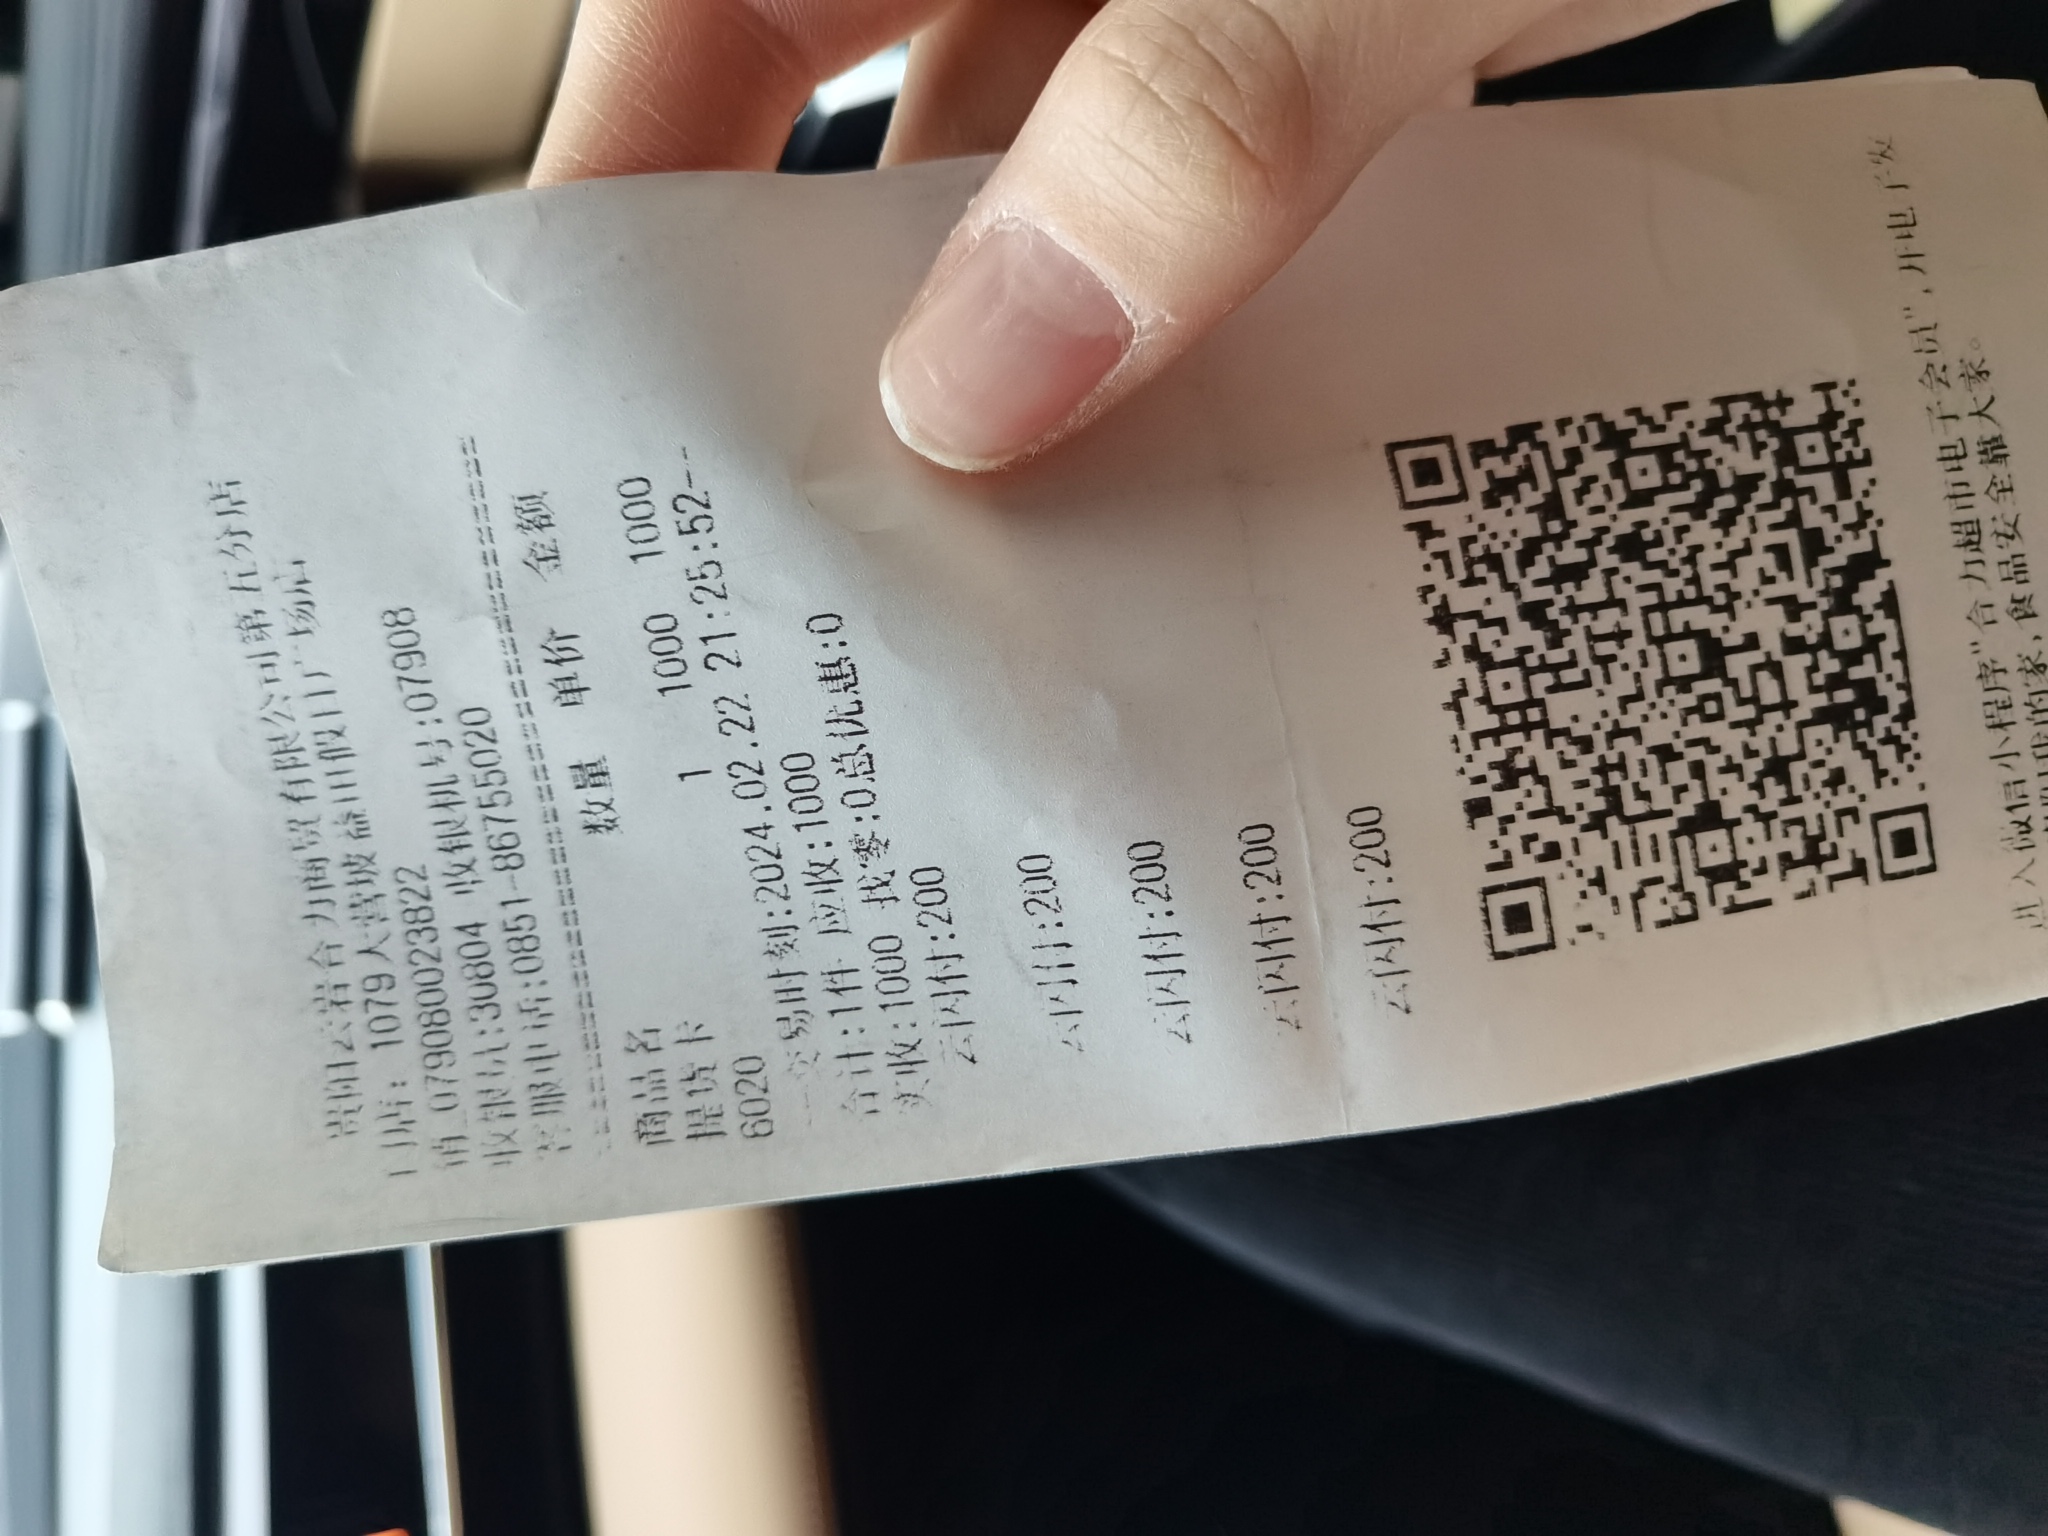 贵阳云岩合力商贸有限公司第五分店
门店: 1079大营坡益田假日广场店
销_0790800023822
收银员:30804 收银机号:07908
客服电话:0851-86755020
商品名 数量 单价 金额
提货卡
6020 1 1000 1000
--交易时刻:2024.02.22 21:25:52--
合计:1件 应收:1000
实收:1000 找零:0总优惠:0
云闪付:200
云闪付:200
云闪付:200
云闪付:200
云闪付:200
进入微信小程序"合力超市电子会员",开电子发
的家,食品安全靠大家。